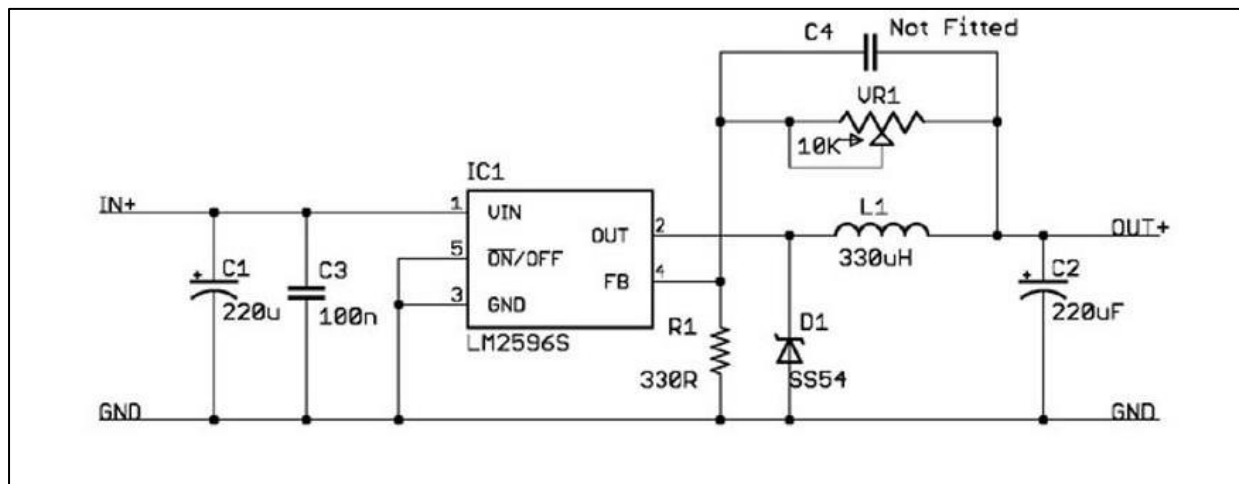 C4 Not Fitted
VR1
10K
IC1
IN+
1 VIN
OUT 2
L1
OUT+
5 ON/OFF
330uH
C1
C3
FB 4
C2
220u
100n
3 GND
220uF
R1
D1
LM2596S
330R
SS54
GND
GND